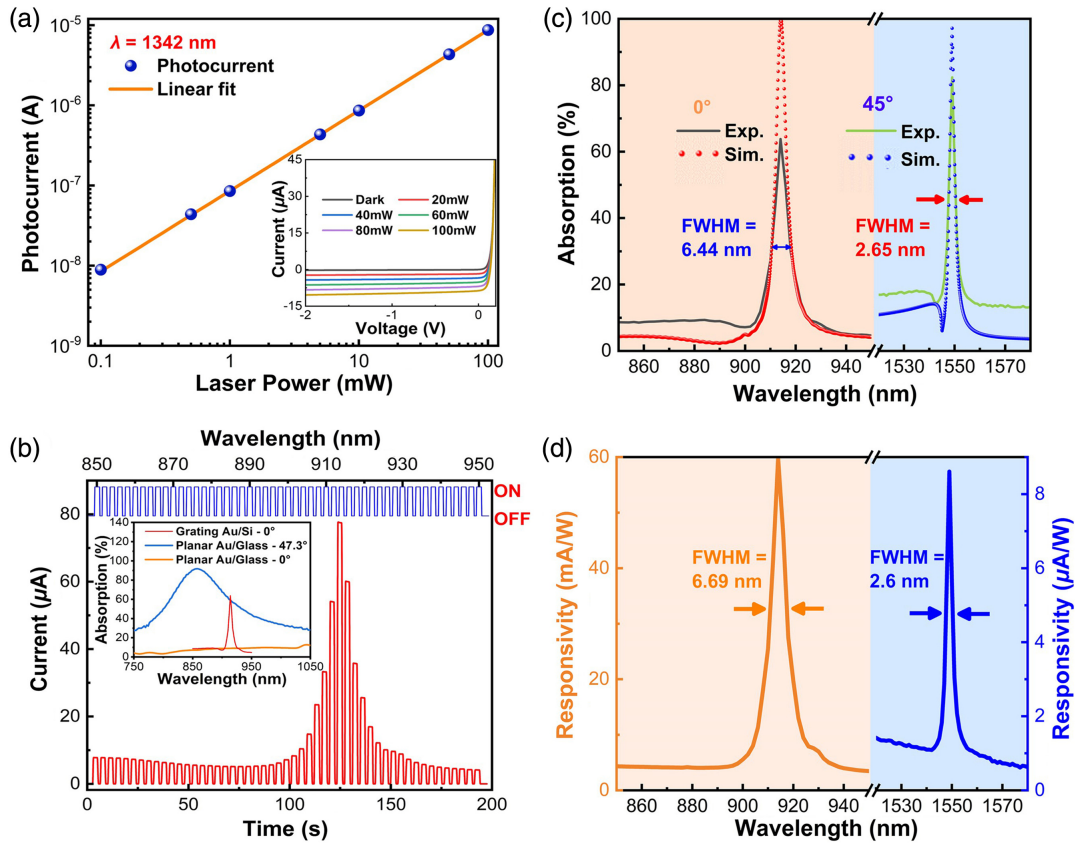 (a)
10⁻⁵
10⁻⁶
10⁻⁷
10⁻⁸
10⁻⁹
Photocurrent (A)
λ = 1342 nm
Photocurrent
Linear fit
45
30
15
0
-15
Current (μA)
Dark 20mW
40mW 60mW
80mW 100mW
-2 -1 0
Voltage (V)
0.1 1 10 100
Laser Power (mW)
(c)
100
80
60
40
20
0
Absorption (%)
0°
Exp.
Sim.
FWHM =
6.44 nm
45°
Exp.
Sim.
FWHM =
2.65 nm
860 880 900 920 940 1530 1550 1570
Wavelength (nm)
(b)
Wavelength (nm)
850 870 890 910 930 950
ON
OFF
80
60
40
20
0
Current (μA)
140
120
100
80
60
40
20
0
Absorption (%)
Grating Au/Si - 0°
Planar Au/Glass - 47.3°
Planar Au/Glass - 0°
750 850 950 1050
Wavelength (nm)
0 50 100 150 200
Time (s)
(d)
60
40
20
0
Responsivity (mA/W)
FWHM =
6.69 nm
FWHM =
2.6 nm
8
6
4
2
0
Responsivity (μA/W)
860 880 900 920 940 1530 1550 1570
Wavelength (nm)